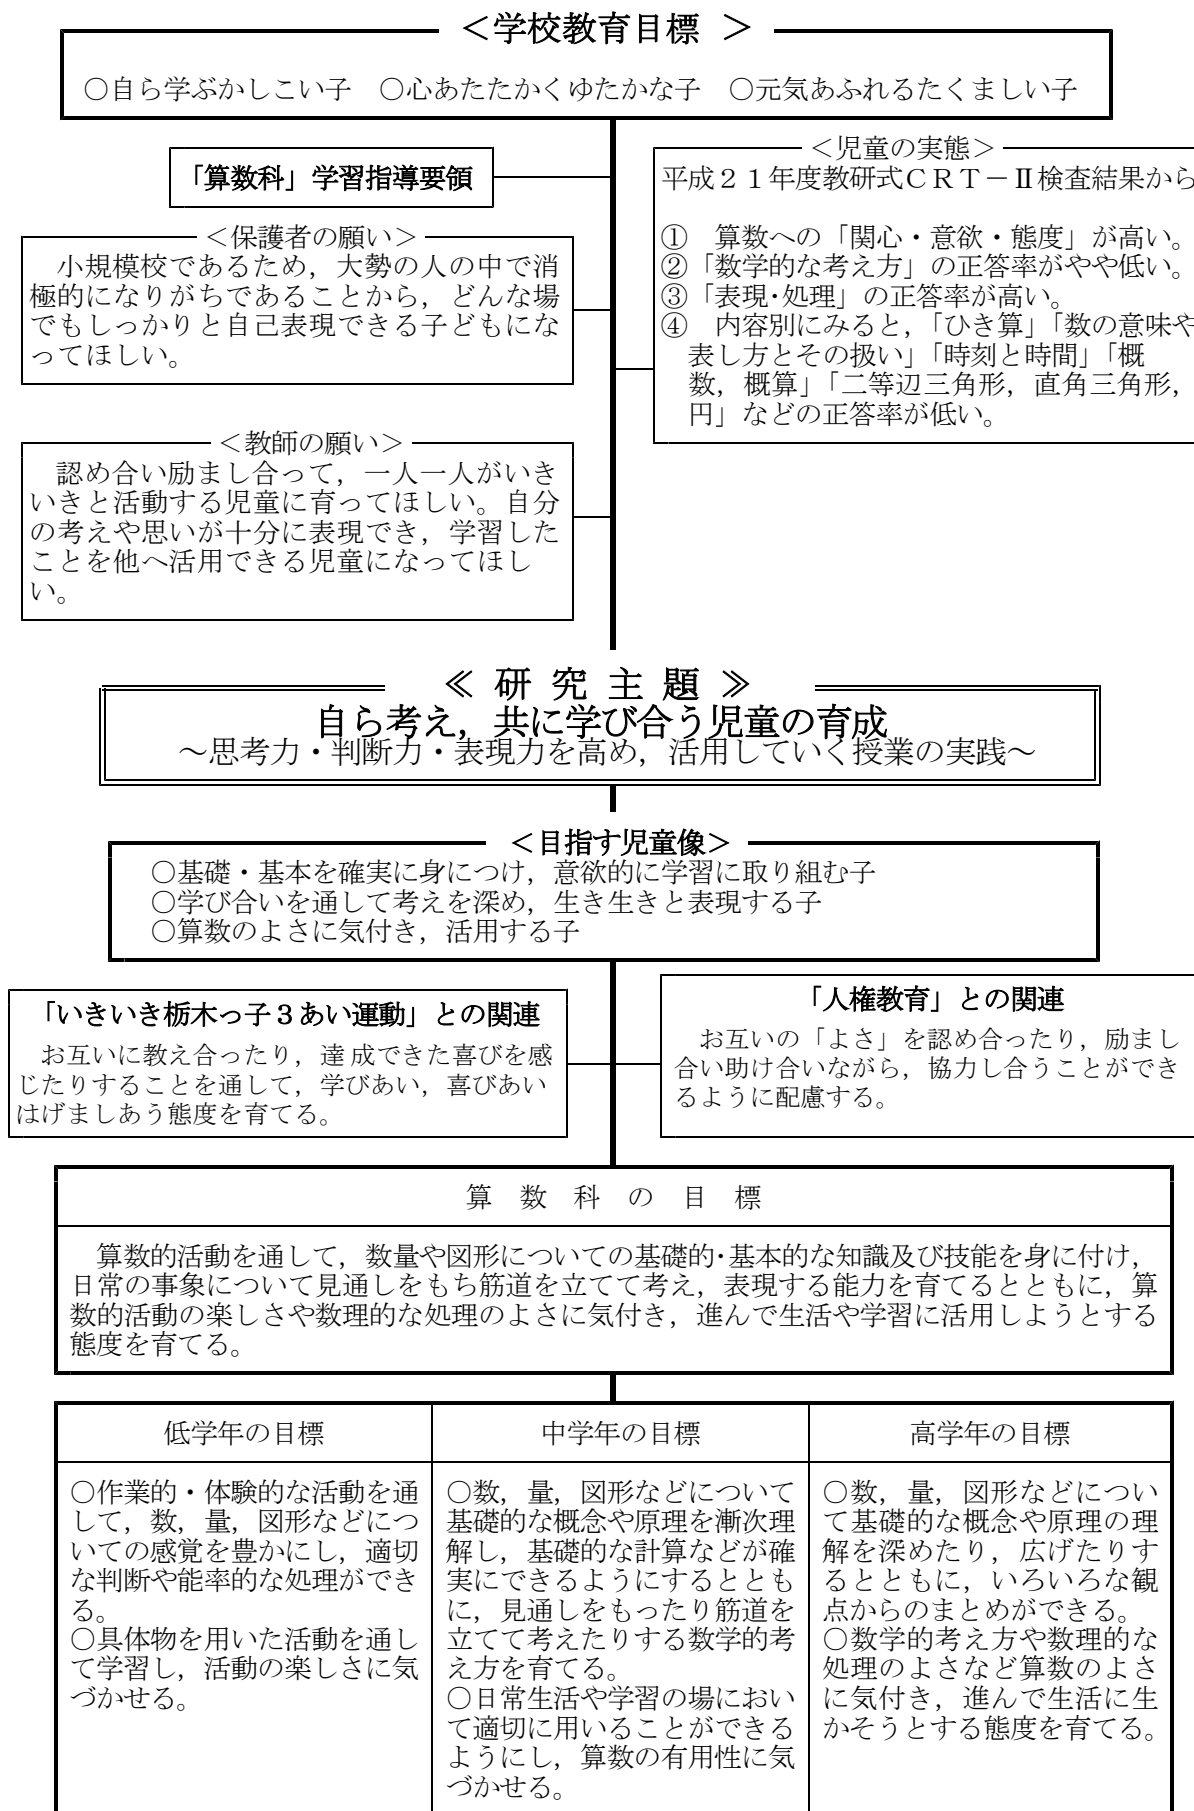 ＜学校教育目標 ＞
○自ら学ぶかしこい子　○心あたたかくゆたかな子　○元気あふれるたくましい子
「算数科」学習指導要領
＜児童の実態＞
平成２１年度教研式ＣＲＴ－Ⅱ検査結果から
①　算数への「関心・意欲・態度」が高い。
②「数学的な考え方」の正答率がやや低い。
③「表現・処理」の正答率が高い。
④　内容別にみると，「ひき算」「数の意味や
表し方とその扱い」「時刻と時間」「概
数，概算」「二等辺三角形，直角三角形，
円」などの正答率が低い。
＜保護者の願い＞
　小規模校であるため，大勢の人の中で消
極的になりがちであることから，どんな場
でもしっかりと自己表現できる子どもにな
ってほしい。
＜教師の願い＞
　認め合い励まし合って，一人一人がいき
いきと活動する児童に育ってほしい。自分
の考えや思いが十分に表現でき，学習した
ことを他へ活用できる児童になってほし
い。
≪ 研 究 主 題 ≫
自ら考え，共に学び合う児童の育成
～思考力・判断力・表現力を高め，活用していく授業の実践～
＜目指す児童像＞
○基礎・基本を確実に身につけ，意欲的に学習に取り組む子
○学び合いを通して考えを深め，生き生きと表現する子
○算数のよさに気付き，活用する子
「いきいき栃木っ子３あい運動」との関連
　お互いに教え合ったり，達成できた喜びを感
じたりすることを通して，学びあい，喜びあい
はげましあう態度を育てる。
「人権教育」との関連
　お互いの「よさ」を認め合ったり，励まし
合い助け合いながら，協力し合うことができ
るように配慮する。
算　数　科　の　目　標
　算数的活動を通して，数量や図形についての基礎的・基本的な知識及び技能を身に付け，
日常の事象について見通しをもち筋道を立てて考え，表現する能力を育てるとともに，算
数的活動の楽しさや数理的な処理のよさに気付き，進んで生活や学習に活用しようとする
態度を育てる。
低学年の目標
○作業的・体験的な活動を通
して，数，量，図形などにつ
いての感覚を豊かにし，適切
な判断や能率的な処理ができ
る。
○具体物を用いた活動を通し
て学習し，活動の楽しさに気
づかせる。
中学年の目標
○数，量，図形などについて
基礎的な概念や原理を漸次理
解し，基礎的な計算などが確
実にできるようにするととも
に，見通しをもったり筋道を
立てて考えたりする数学的考
え方を育てる。
○日常生活や学習の場におい
て適切に用いることができる
ようにし，算数の有用性に気
づかせる。
高学年の目標
○数，量，図形などについ
て基礎的な概念や原理の理
解を深めたり，広げたりす
るとともに，いろいろな観
点からのまとめができる。
○数学的考え方や数理的な
処理のよさなど算数のよさ
に気付き，進んで生活に生
かそうとする態度を育てる。